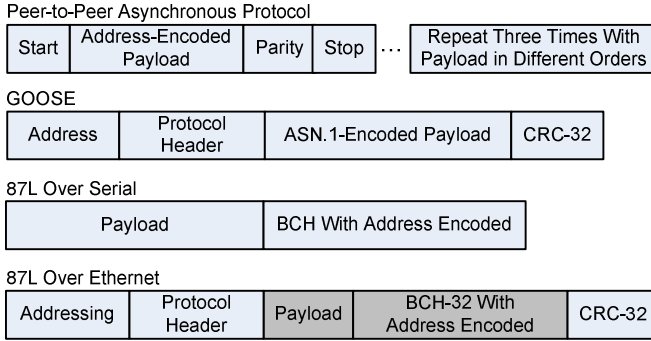 Peer-to-Peer Asynchronous Protocol
Start
Address-Encoded
Payload
Parity
Stop
...
Repeat Three Times With
Payload in Different Orders
GOOSE
Address
Protocol
Header
ASN.1-Encoded Payload
CRC-32
87L Over Serial
Payload
BCH With Address Encoded
87L Over Ethernet
Addressing
Protocol
Header
Payload
BCH-32 With
Address Encoded
CRC-32